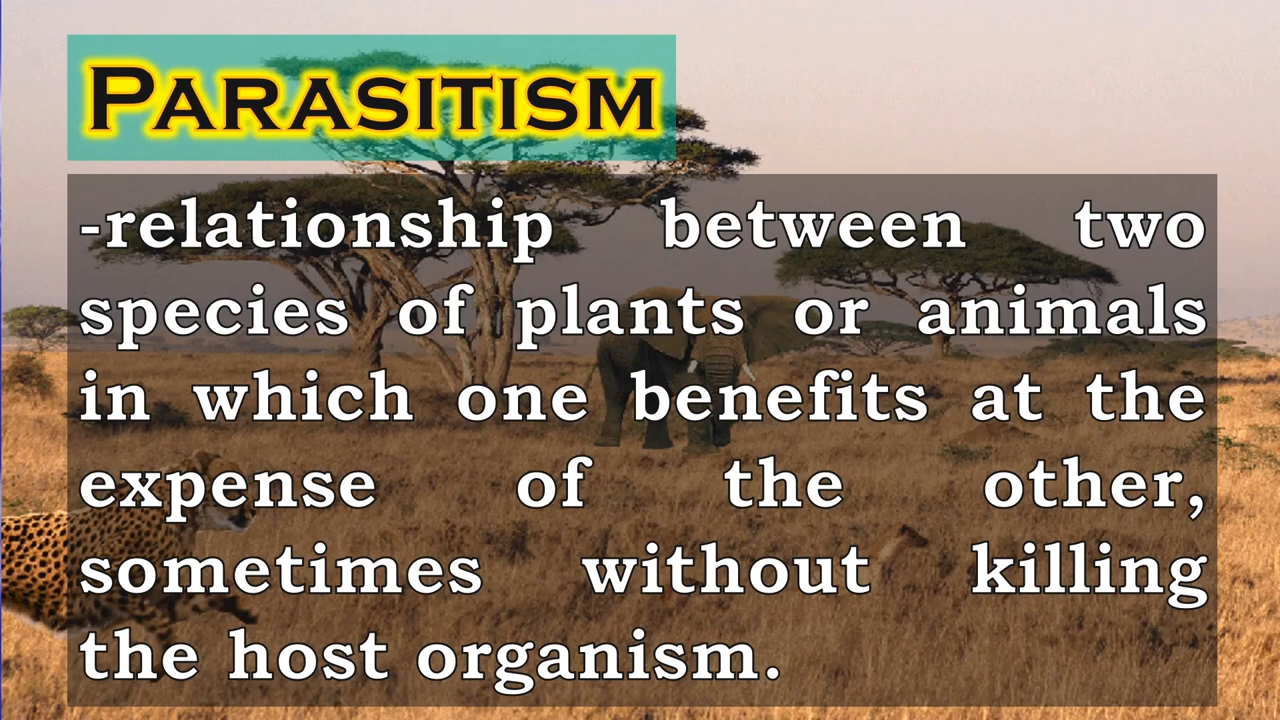 PARASITISM
-relationship between two
species of plants or animals
in which one benefits at the
expense of the other,
sometimes without killing
the host organism.